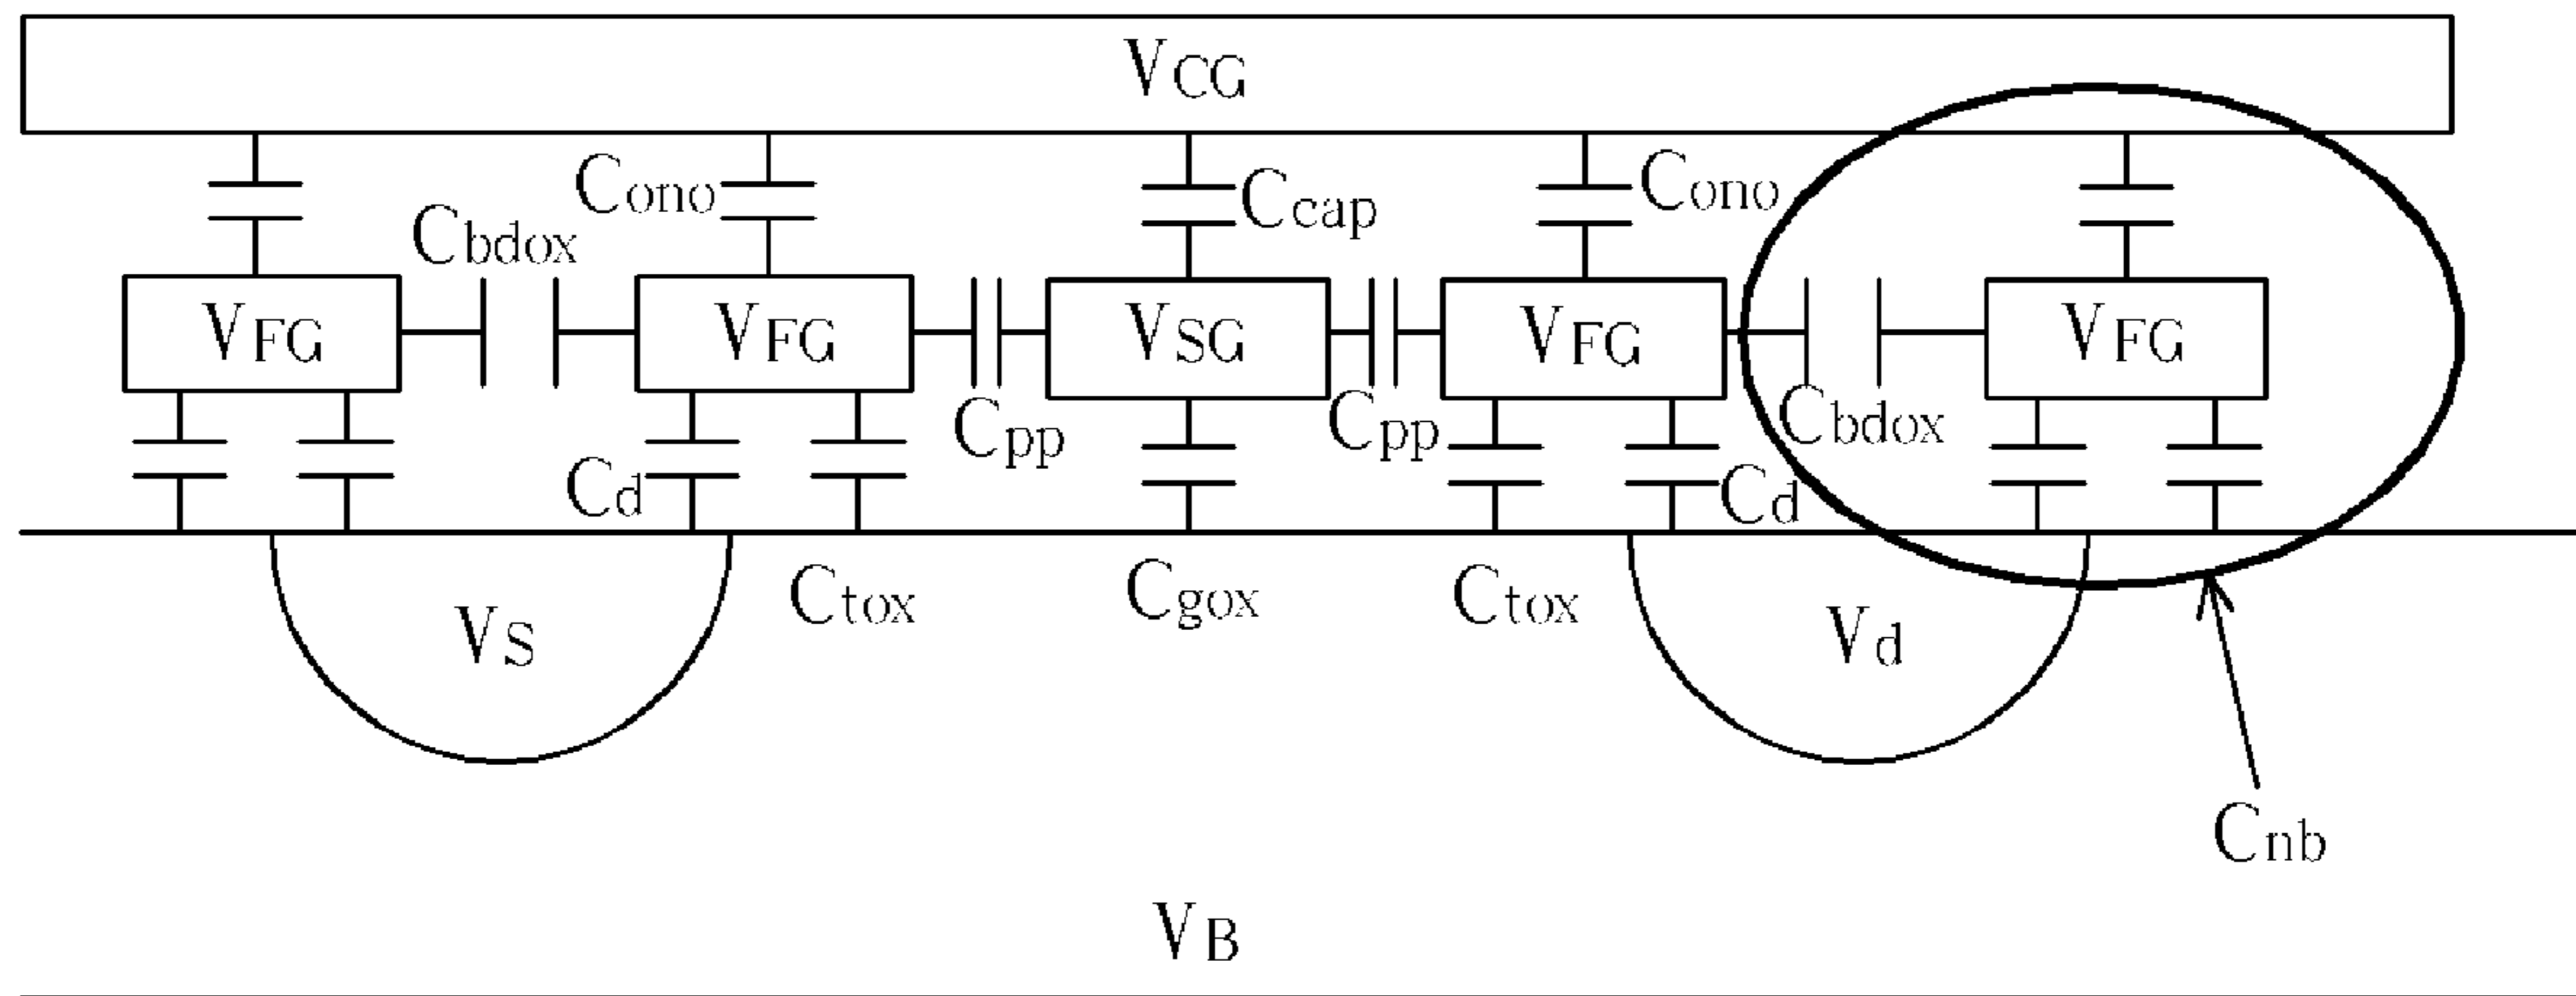 VCG
Cono Ccap Cono
Cbdox
VFG VFG VSG VFG VFG
Cpp Cpp Cbdox
Cd Cd
Ctox Cgox Ctox
VS Vd
Cnb
VB